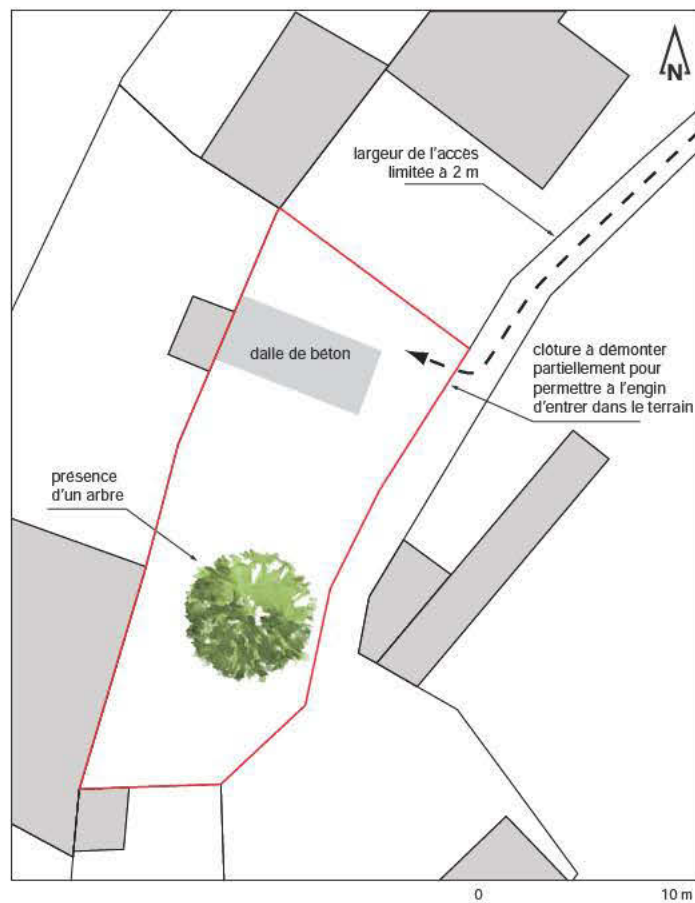 N
largeur de l'accès
limitée à 2 m
dalle de béton
clôture à démonter
partiellement pour
permettre à l'engin
d'entrer dans le terrain
présence
d'un arbre
0 10 m